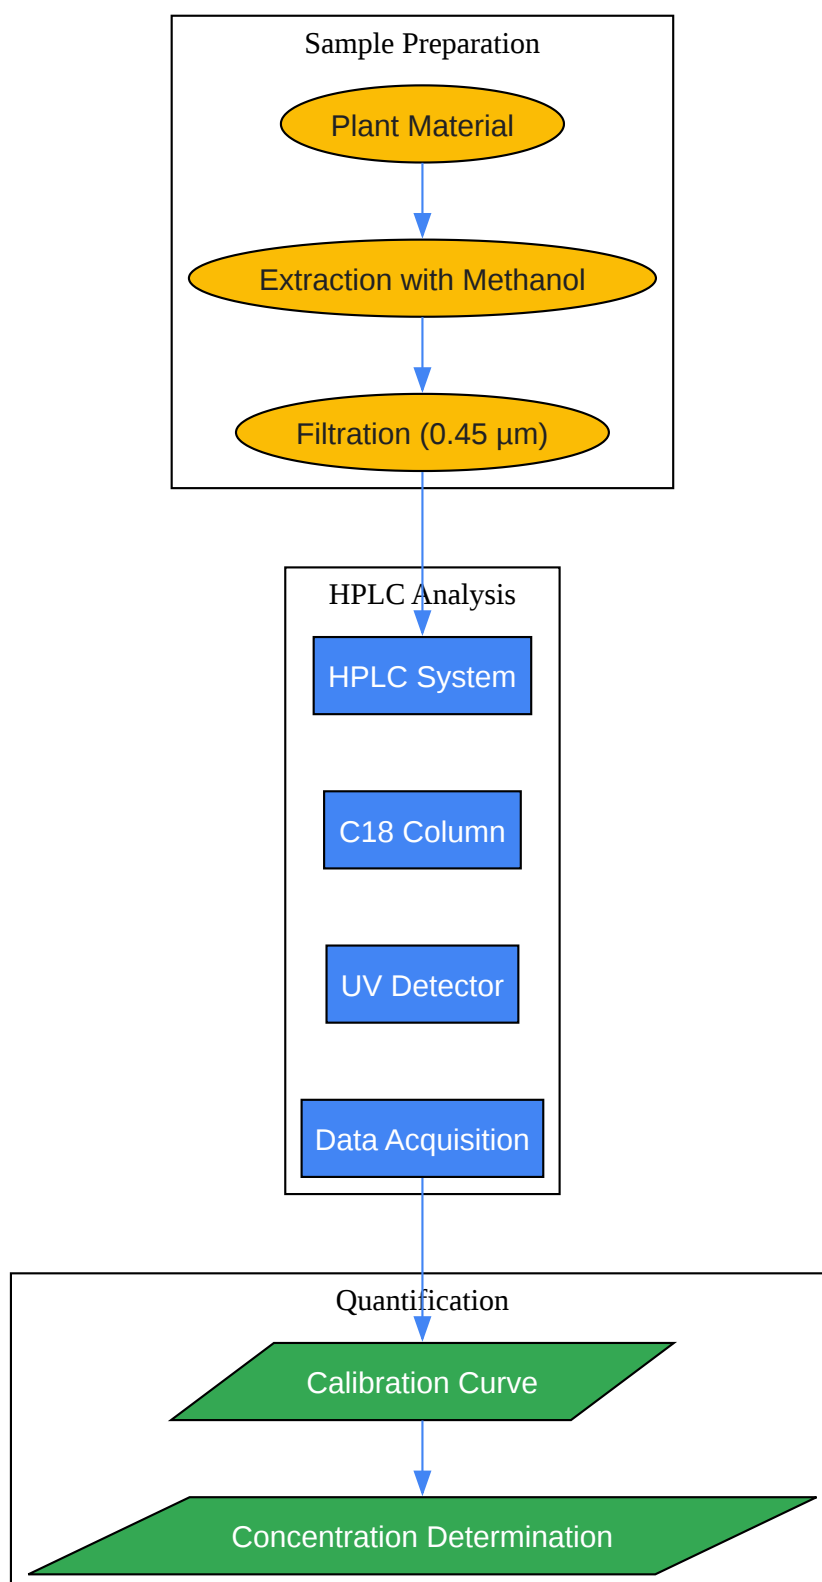 Sample Preparation
Plant Material
Extraction with Methanol
Filtration (0.45 µm)
HPLC Analysis
HPLC System
C18 Column
UV Detector
Data Acquisition
Quantification
Calibration Curve
Concentration Determination